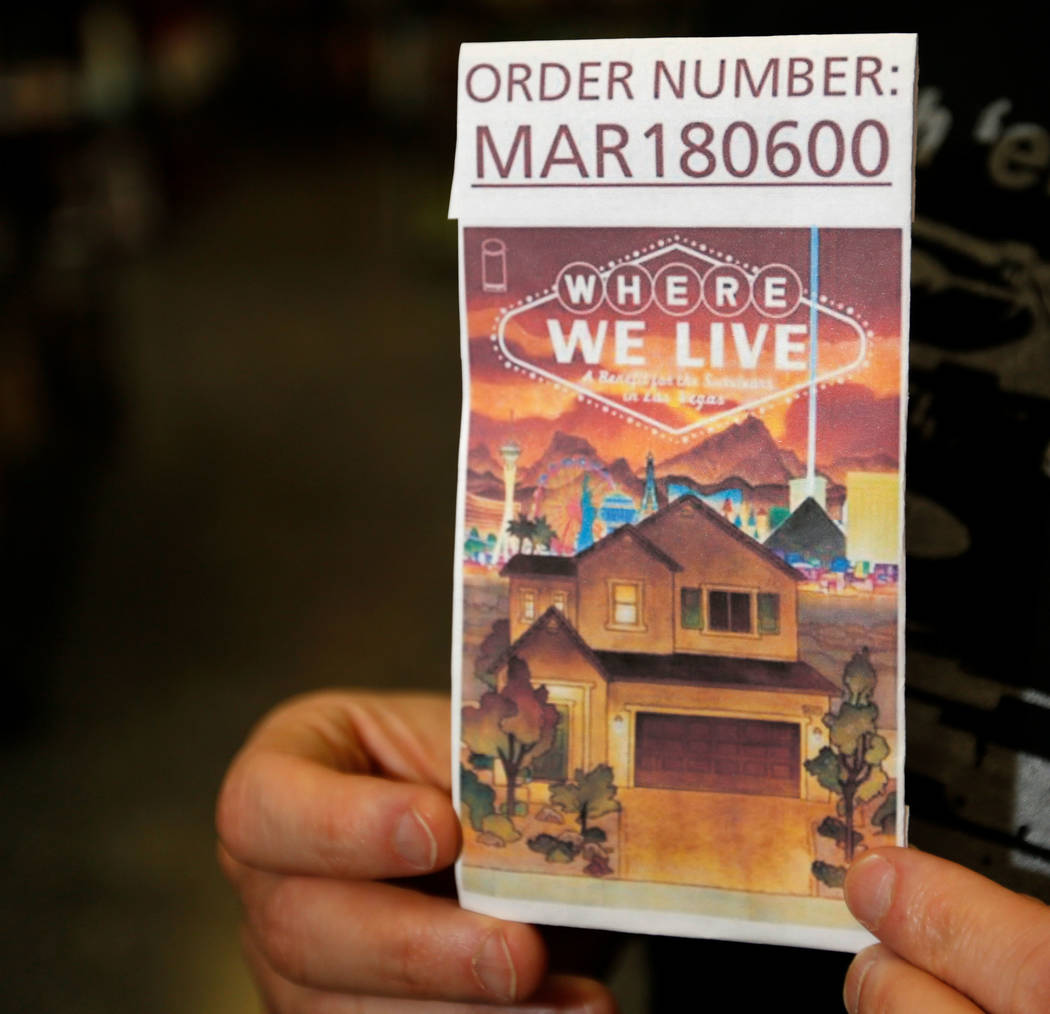 ORDER NUMBER:
MAR180600
WHERE
WE LIVE
A Benefit for the Survivors
in Las Vegas